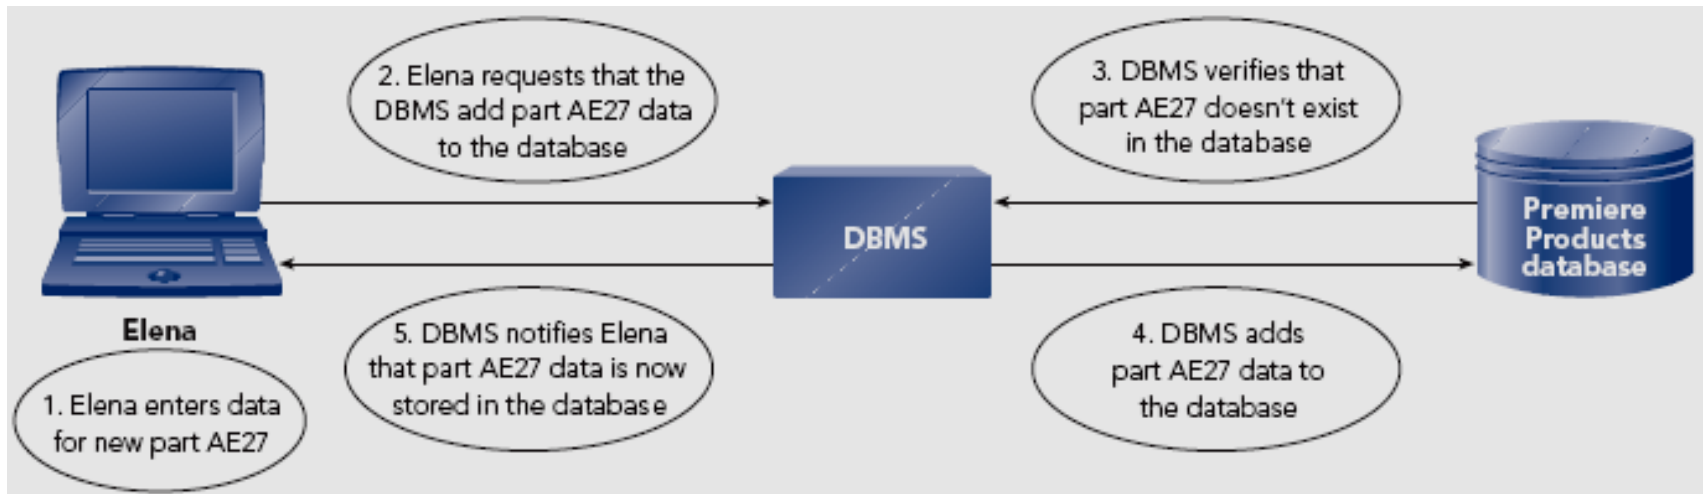 2. Elena requests that the
DBMS add part AE27 data
to the database
3. DBMS verifies that
part AE27 doesn't exist
in the database
DBMS
Premiere
Products
database
Elena
1. Elena enters data
for new part AE27
5. DBMS notifies Elena
that part AE27 data is now
stored in the database
4. DBMS adds
part AE27 data to
the database